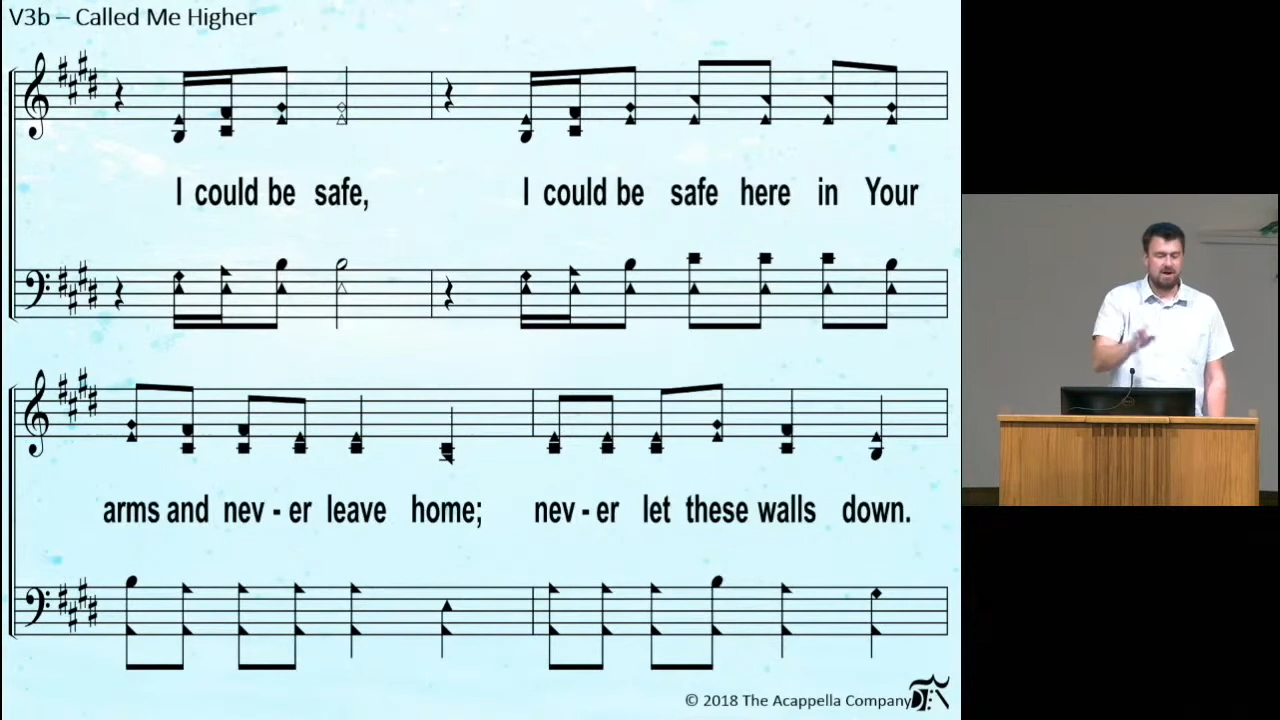 V3b – Called Me Higher
I could be safe, I could be safe here in Your
arms and nev - er leave home; nev - er let these walls down.
© 2018 The Acappella Company